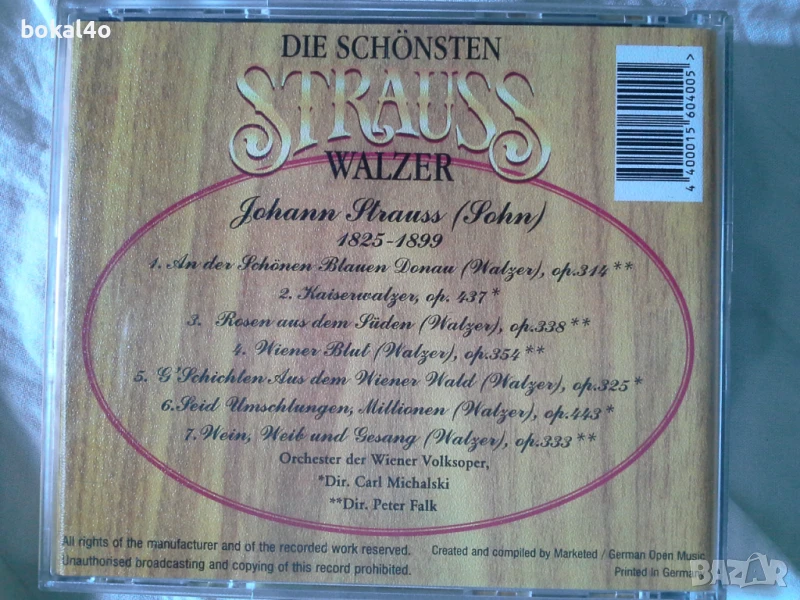 bokal4o
DIE SCHÖNSTEN
STRAUSS
WALZER
4 400015 604005 >
Johann Strauss (Sohn)
1825-1899
1. An der Schönen Blauen Donau (Walzer), op.314**
2. Kaiserwalzer, op. 437*
3. Rosen aus dem Süden (Walzer), op.338**
4. Wiener Blut (Walzer), op.354**
5. G'Schichten Aus dem Wiener Wald (Walzer), op.325*
6.Seid Umschlungen, Millionen (Walzer), op.443*
7. Wein, Weib und Gesang (Walzer), op.333**
Orchester der Wiener Volksoper,
*Dir. Carl Michalski
**Dir. Peter Falk
All rights of the manufacturer and of the recorded work reserved.
Unauthorised broadcasting and copying of this record prohibited.
Created and compiled by Marketed / German Open Music
Printed in Germany
BAZAR